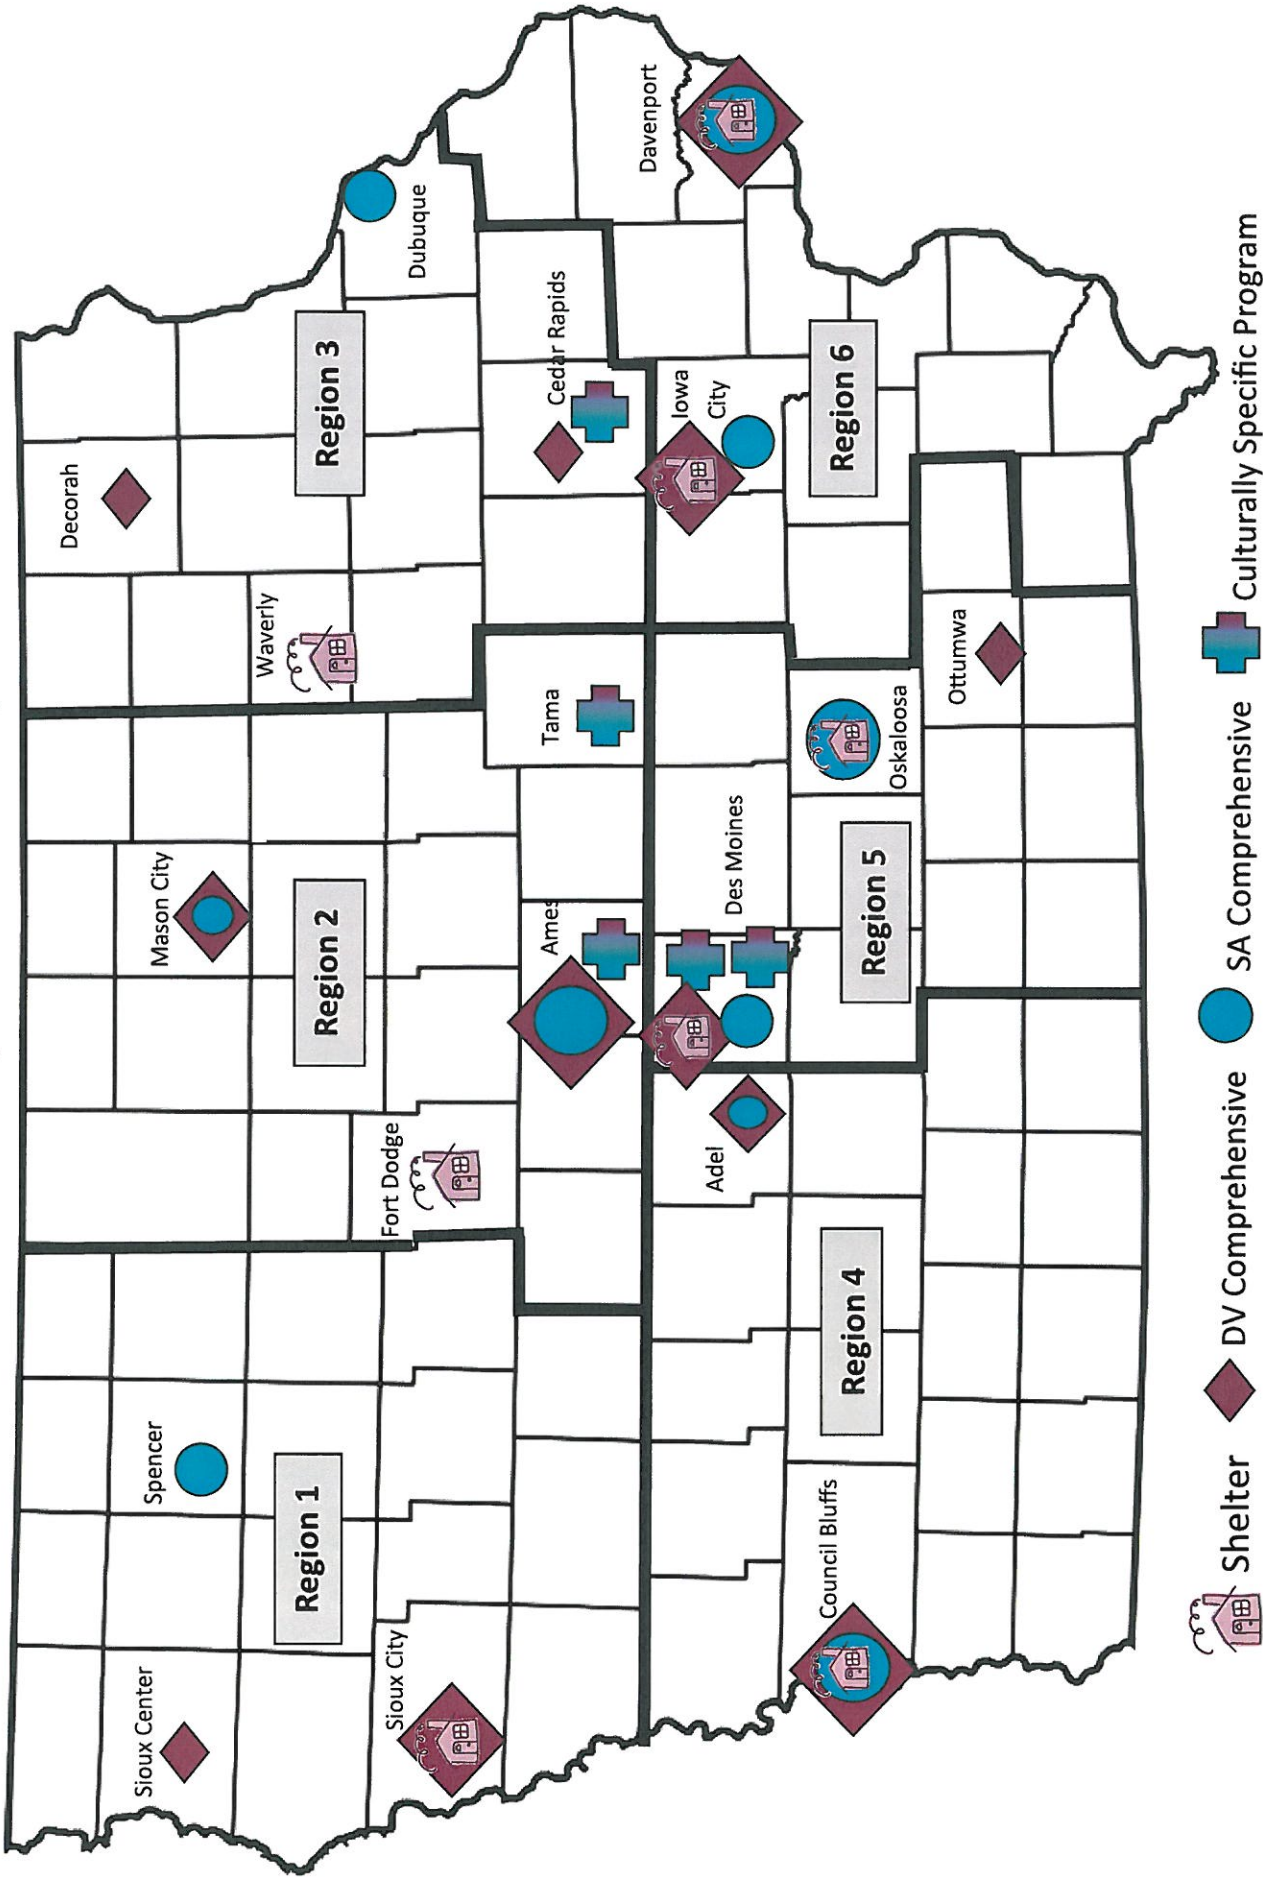 Decorah
Mason City
Spencer
Sioux Center
Waverly
Dubuque
Region 3
Region 2
Region 1
Fort Dodge
Sioux City
Cedar Rapids
Tama
Ames
Davenport
Iowa
City
Des Moines
Adel
Region 6
Region 5
Region 4
Council Bluffs
Oskaloosa
Ottumwa
Shelter
DV Comprehensive
SA Comprehensive
Culturally Specific Program